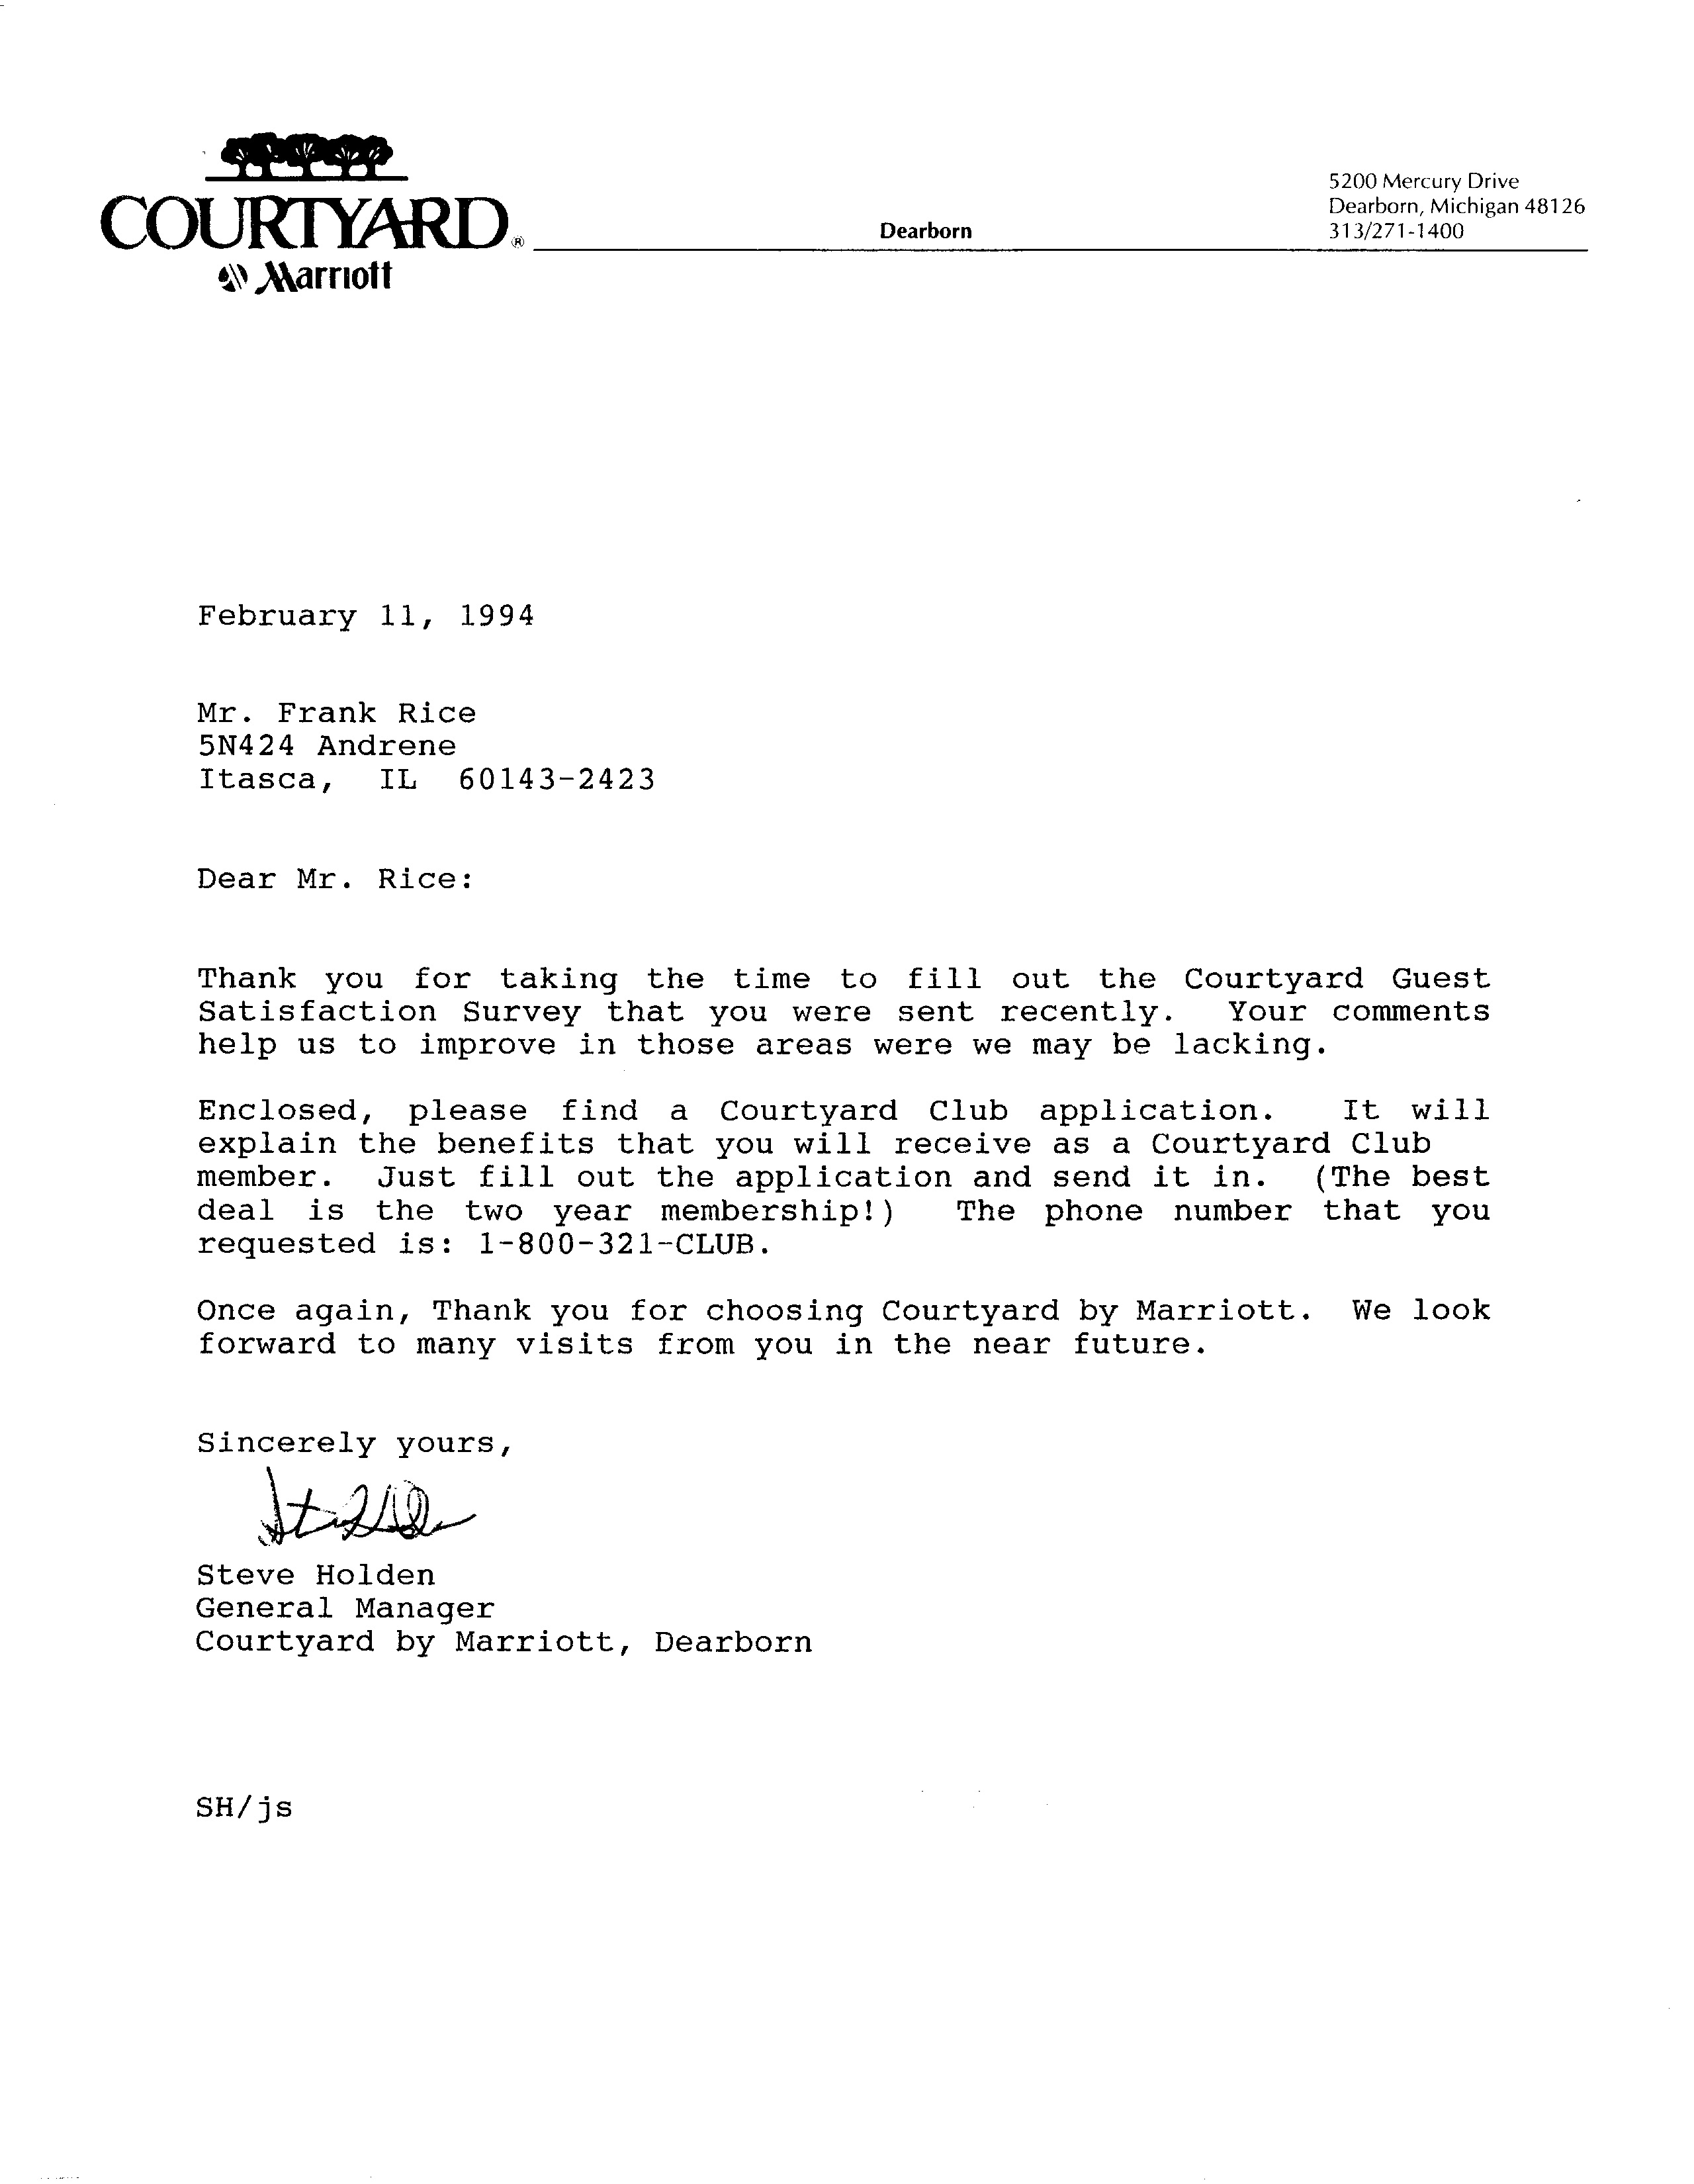 COURTYARD®
Marriott
Dearborn
5200 Mercury Drive
Dearborn, Michigan 48126
313/271-1400
February 11, 1994
Mr. Frank Rice
5N424 Andrene
Itasca, IL 60143-2423
Dear Mr. Rice:
Thank you for taking the time to fill out the Courtyard Guest
Satisfaction Survey that you were sent recently. Your comments
help us to improve in those areas were we may be lacking.
Enclosed, please find a Courtyard Club application. It will
explain the benefits that you will receive as a Courtyard Club
member. Just fill out the application and send it in. (The best
deal is the two year membership!) The phone number that you
requested is: 1-800-321-CLUB.
Once again, Thank you for choosing Courtyard by Marriott. We look
forward to many visits from you in the near future.
Sincerely yours,
Steve Holden
General Manager
Courtyard by Marriott, Dearborn
SH/js